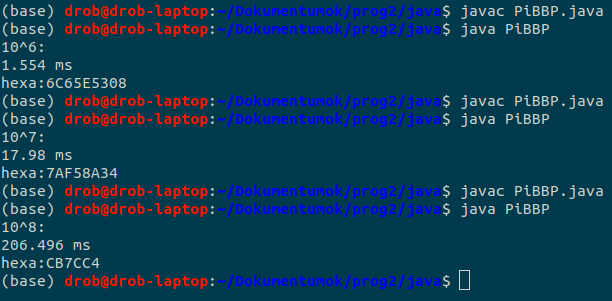 (base) drob@drob-laptop:~/Dokumentumok/prog2/java$ javac PiBBP.java
(base) drob@drob-laptop:~/Dokumentumok/prog2/java$ java PiBBP
10^6:
1.554 ms
hexa:6C65E5308
(base) drob@drob-laptop:~/Dokumentumok/prog2/java$ javac PiBBP.java
(base) drob@drob-laptop:~/Dokumentumok/prog2/java$ java PiBBP
10^7:
17.98 ms
hexa:7AF58A34
(base) drob@drob-laptop:~/Dokumentumok/prog2/java$ javac PiBBP.java
(base) drob@drob-laptop:~/Dokumentumok/prog2/java$ java PiBBP
10^8:
206.496 ms
hexa:CB7CC4
(base) drob@drob-laptop:~/Dokumentumok/prog2/java$